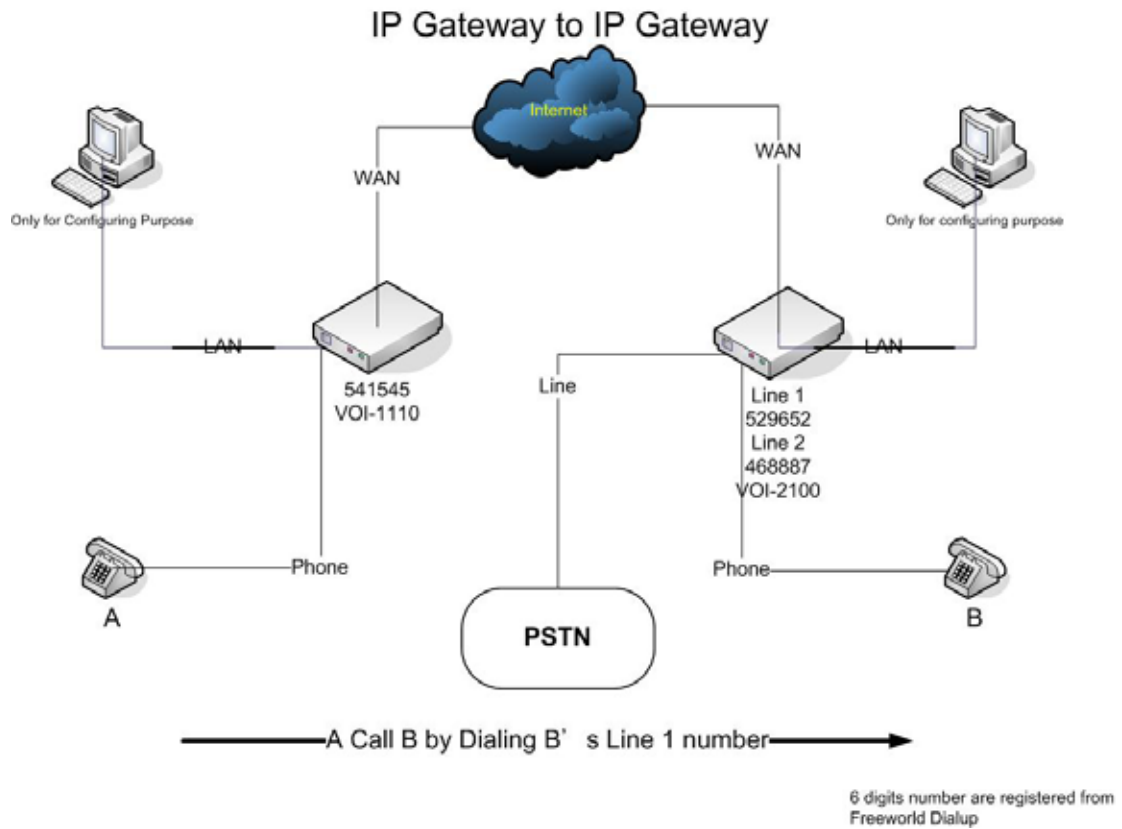 IP Gateway to IP Gateway
Internet
WAN
WAN
Only for Configuring Purpose
Only for configuring purpose
LAN
LAN
541545
VOI-1110
Line
Line 1
529652
Line 2
468887
VOI-2100
Phone
Phone
A
B
PSTN
A Call B by Dialing B’ s Line 1 number
6 digits number are registered from
Freeworld Dialup